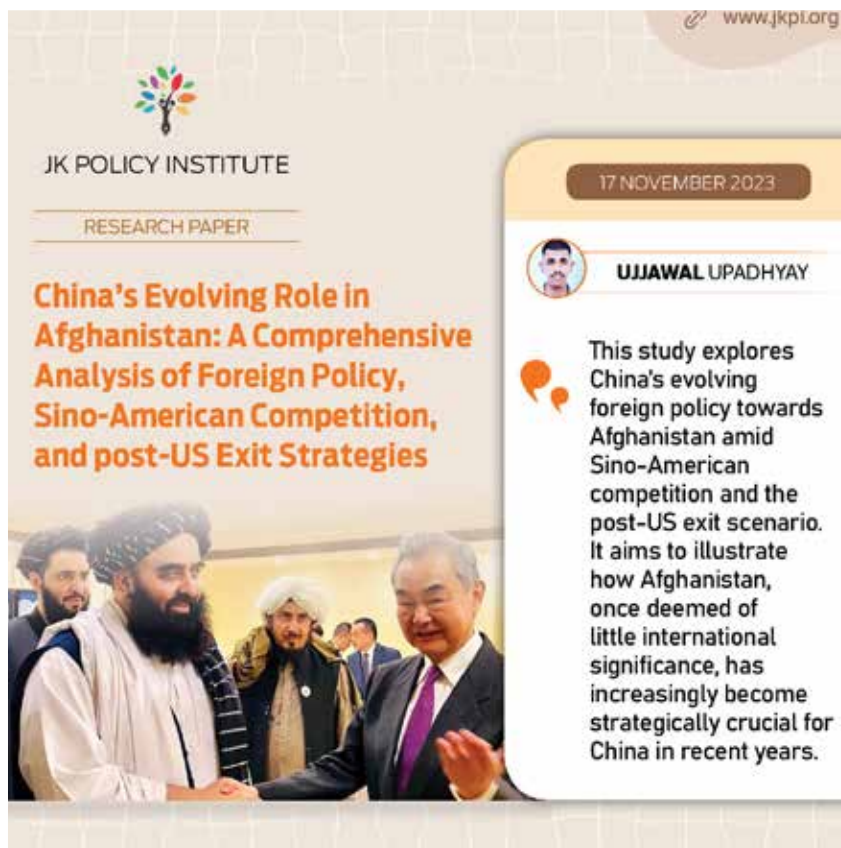 www.jkpi.org
JK POLICY INSTITUTE
RESEARCH PAPER
China's Evolving Role in
Afghanistan: A Comprehensive
Analysis of Foreign Policy,
Sino-American Competition,
and post-US Exit Strategies
17 NOVEMBER 2023
UJJAWAL UPADHYAY
This study explores
China's evolving
foreign policy towards
Afghanistan amid
Sino-American
competition and the
post-US exit scenario.
It aims to illustrate
how Afghanistan,
once deemed of
little international
significance, has
increasingly become
strategically crucial for
China in recent years.